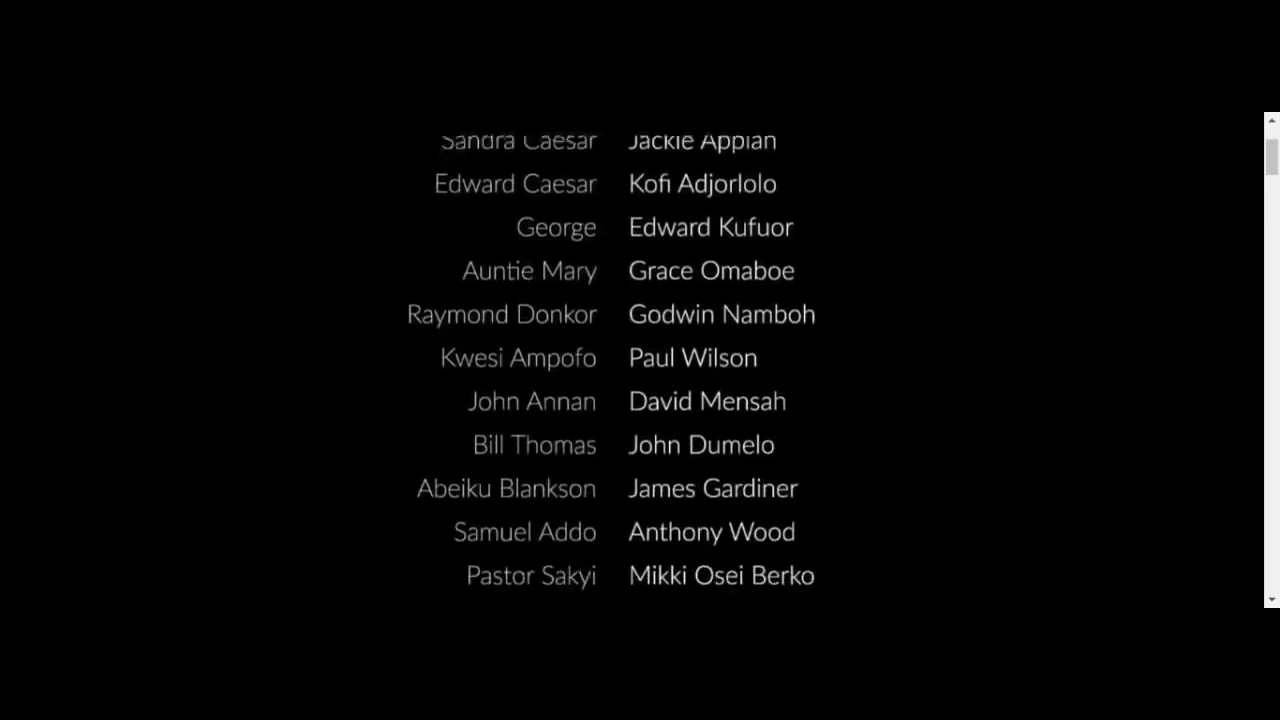 Sandra Caesar Jackie Appiah
Edward Caesar Kofi Adjorlolo
George Edward Kufuor
Auntie Mary Grace Omaboe
Raymond Donkor Godwin Namboh
Kwesi Ampofo Paul Wilson
John Annan David Mensah
Bill Thomas John Dumelo
Abeiku Blankson James Gardiner
Samuel Addo Anthony Wood
Pastor Sakyi Mikki Osei Berko